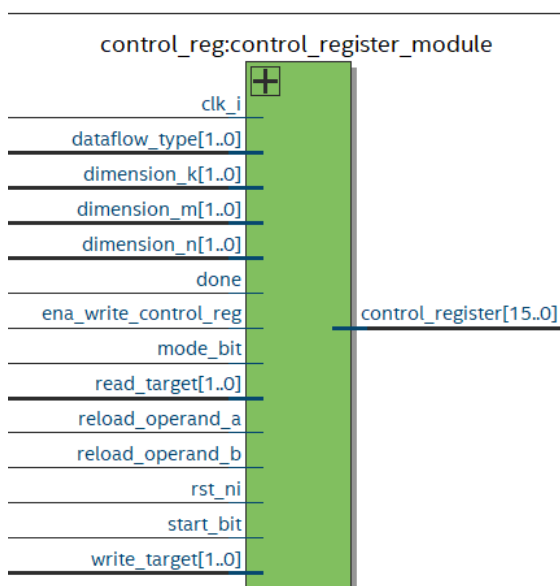 control_reg:control_register_module
clk_i
dataflow_type[1..0]
dimension_k[1..0]
dimension_m[1..0]
dimension_n[1..0]
done
ena_write_control_reg
control_register[15..0]
mode_bit
read_target[1..0]
reload_operand_a
reload_operand_b
rst_ni
start_bit
write_target[1..0]